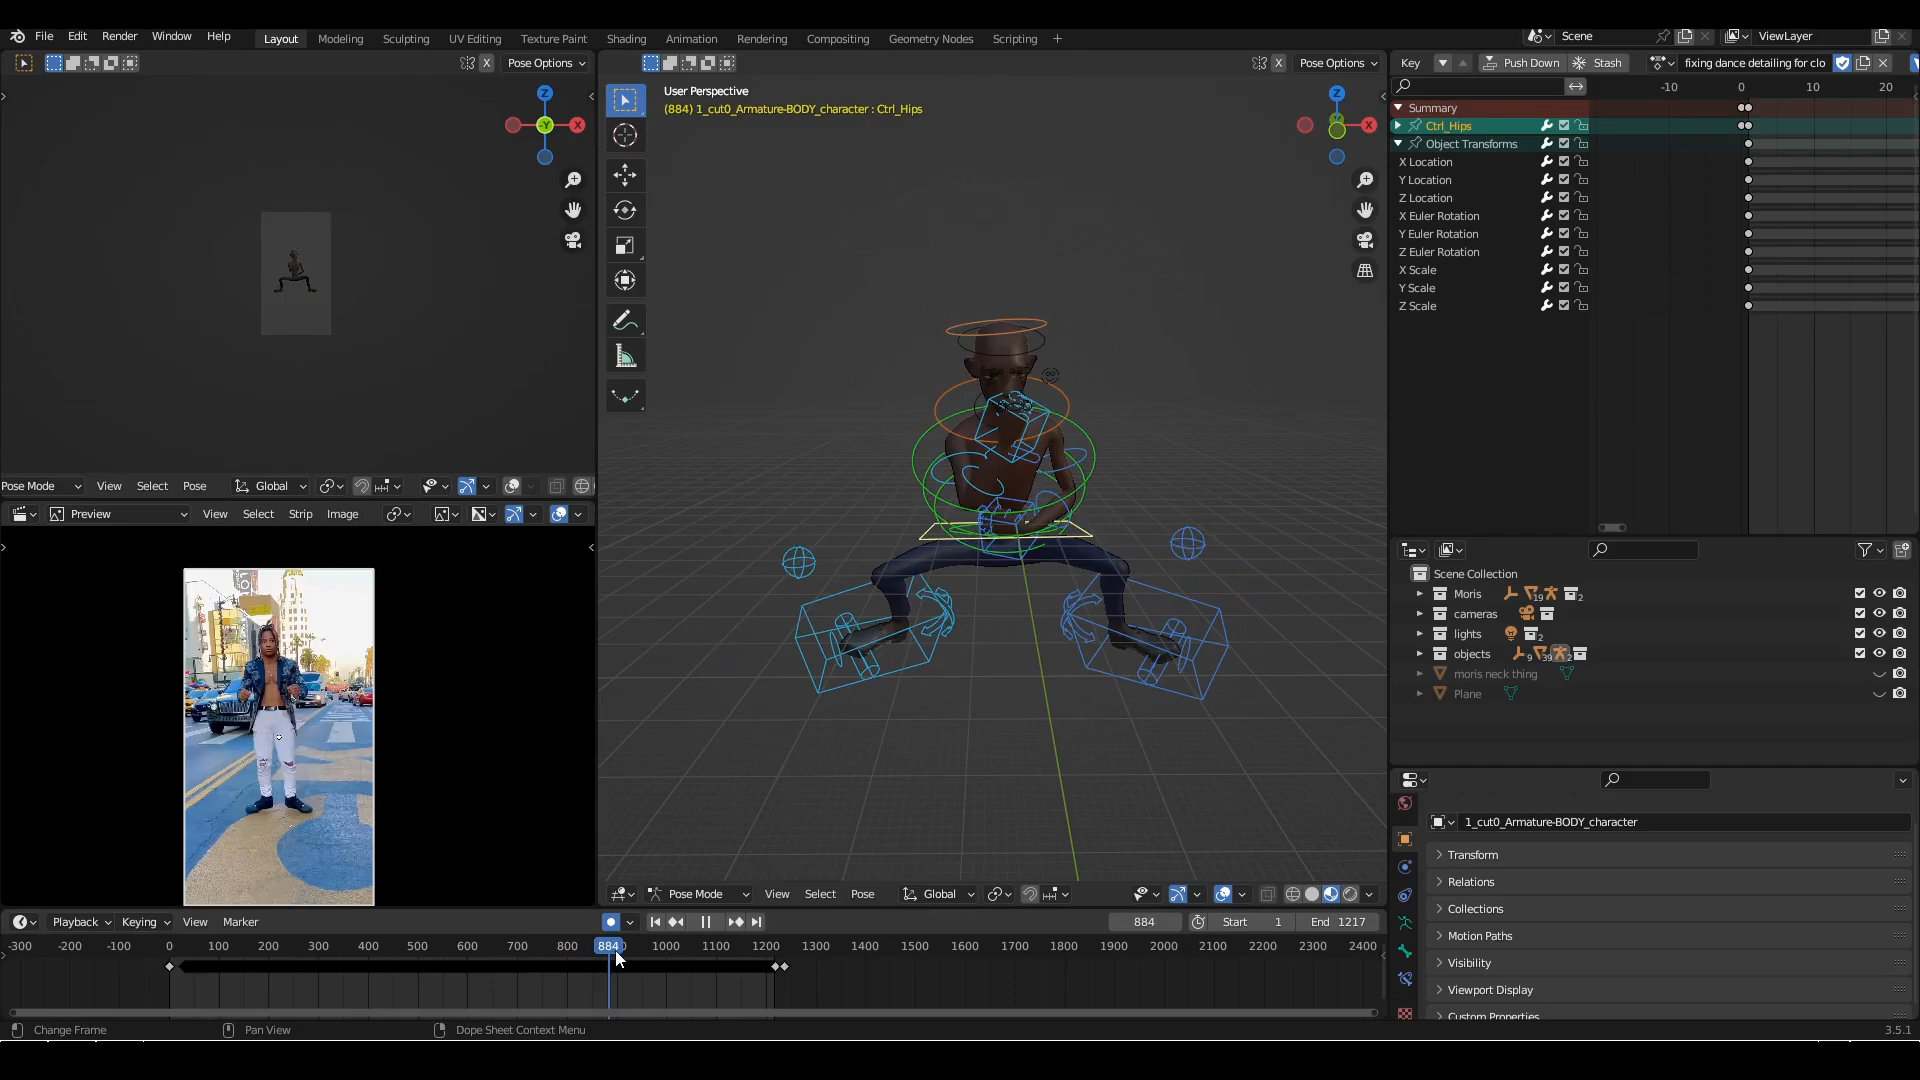 File Edit Render Window Help Layout Modeling Sculpting UV Editing Texture Paint Shading Animation Rendering Compositing Geometry Nodes Scripting + Scene ViewLayer
X Pose Options
X Pose Options
Key Push Down Stash fixing dance detailing for clo
User Perspective
(884) 1_cut0_Armature-BODY_character : Ctrl_Hips
Z
-Y X
Z
X
-10 0 10 20
Summary
Ctrl_Hips
Object Transforms
X Location
Y Location
Z Location
X Euler Rotation
Y Euler Rotation
Z Euler Rotation
X Scale
Y Scale
Z Scale
Pose Mode View Select Pose Global
Preview View Select Strip Image
Scene Collection
Moris 19 2
cameras
lights 2
objects 9 39 2
moris neck thing
Plane
1_cut0_Armature-BODY_character
Transform
Relations
Collections
Motion Paths
Visibility
Viewport Display
Custom Properties
Pose Mode View Select Pose Global
Playback Keying View Marker 884 Start 1 End 1217
-300 -200 -100 0 100 200 300 400 500 600 700 800 884 1000 1100 1200 1300 1400 1500 1600 1700 1800 1900 2000 2100 2200 2300 2400
Change Frame Pan View Dope Sheet Context Menu 3.5.1